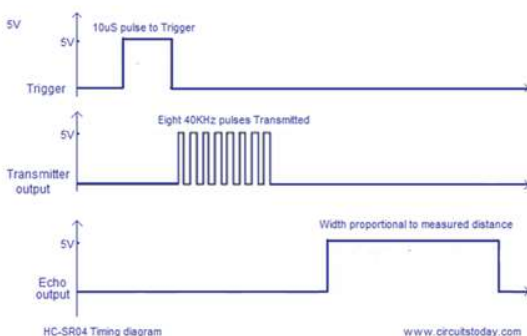 5V
10uS pulse to Trigger
5V
Trigger
Eight 40KHz pulses Transmitted
5V
Transmitter
output
Width proportional to measured distance
5V
Echo
output
HC-SR04 Timing diagram
www.circuitstoday.com